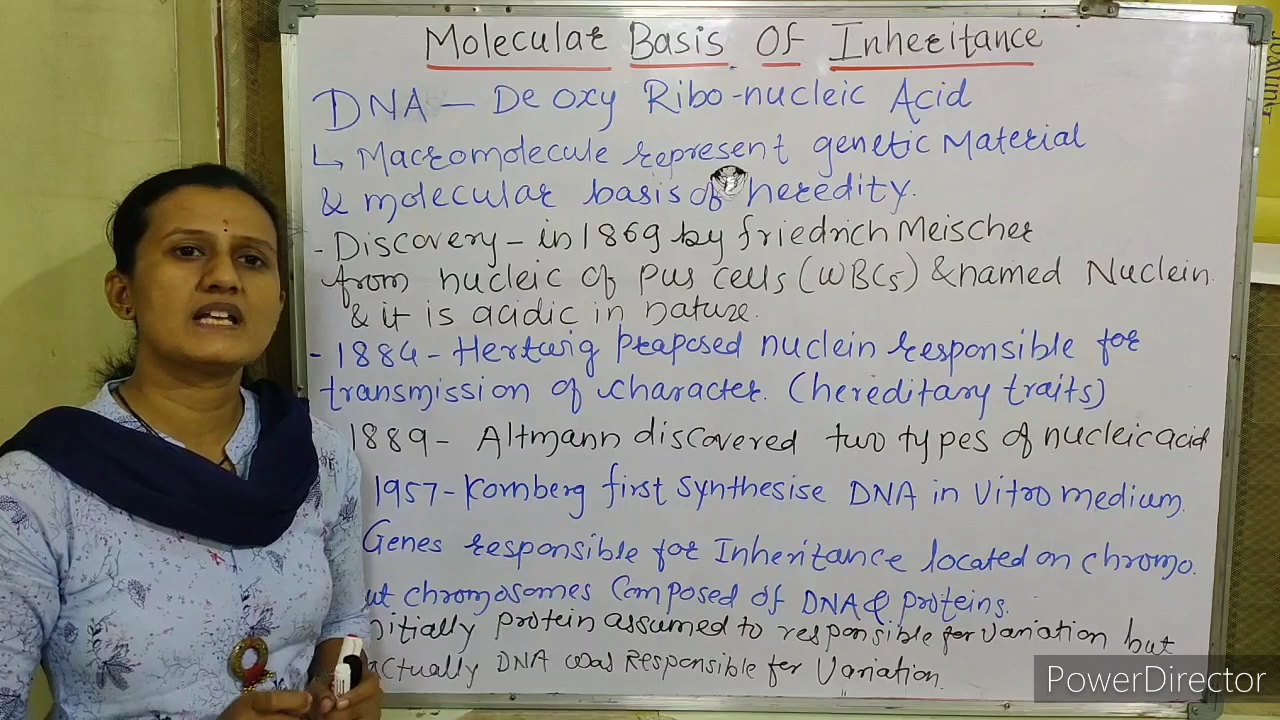 Molecular Basis Of Inheritance
DNA — De oxy Ribo-nucleic Acid
↳ Macromolecule represent genetic Material
& molecular basis of heredity.
- Discovery - in 1869 by friedrich Meischer
from nucleic of Pus cells (WBCs) & named Nuclein.
& it is acidic in nature.
- 1884 - Hertwig proposed nuclein responsible for
transmission of character. (hereditary traits)
1889 - Altmann discovered two types of nucleic acid
1957 - Kornberg first Synthesise DNA in Vitro medium.
Genes responsible for Inheritance located on chromo.
ut chromosomes Composed of DNA & proteins.
nitially protein assumed to responsible for Variation but
actually DNA was Responsible for Variation.
PowerDirector